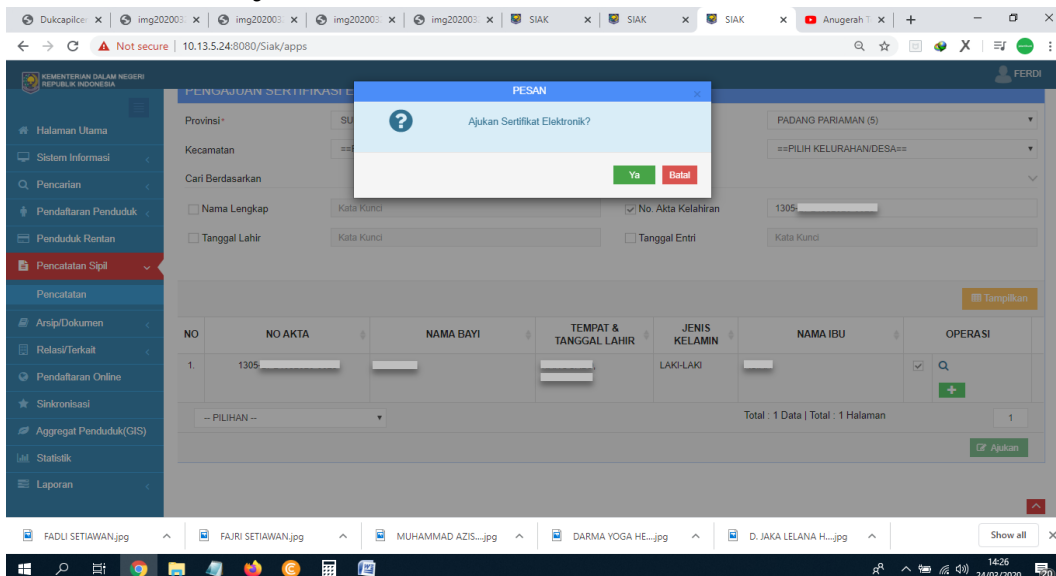 Dukcapilce
img202003
img202003
img202003
img202003
SIAK
SIAK
SIAK
Anugerah T
Not secure | 10.13.5.24:8080/Siak/apps
KEMENTERIAN DALAM NEGERI
REPUBLIK INDONESIA
FERDI
PENGAJUAN SERTIFIKASI E
PESAN
Ajukan Sertifikat Elektronik?
Ya Batal
Halaman Utama
Sistem Informasi
Pencarian
Pendaftaran Penduduk
Penduduk Rentan
Pencatatan Sipil
Pencatatan
Arsip/Dokumen
Relasi/Terkait
Pendaftaran Online
Sinkronisasi
Aggregat Penduduk(GIS)
Statistik
Laporan
Provinsi* SU PADANG PARIAMAN (5)
Kecamatan ==PILIH KELURAHAN/DESA==
Cari Berdasarkan
Nama Lengkap Kata Kunci No. Akta Kelahiran 1305-
Tanggal Lahir Kata Kunci Tanggal Entri Kata Kunci
Tampilkan
NO NO AKTA NAMA BAYI TEMPAT & TANGGAL LAHIR JENIS KELAMIN NAMA IBU OPERASI
1. 1305- LAKI-LAKI
-- PILIHAN -- Total : 1 Data | Total : 1 Halaman 1
Ajukan
FADLI SETIAWAN.jpg FAJRI SETIAWAN.jpg MUHAMMAD AZIS....jpg DARMA YOGA HE....jpg D. JAKA LELANA H....jpg Show all
14:26
24/03/2020